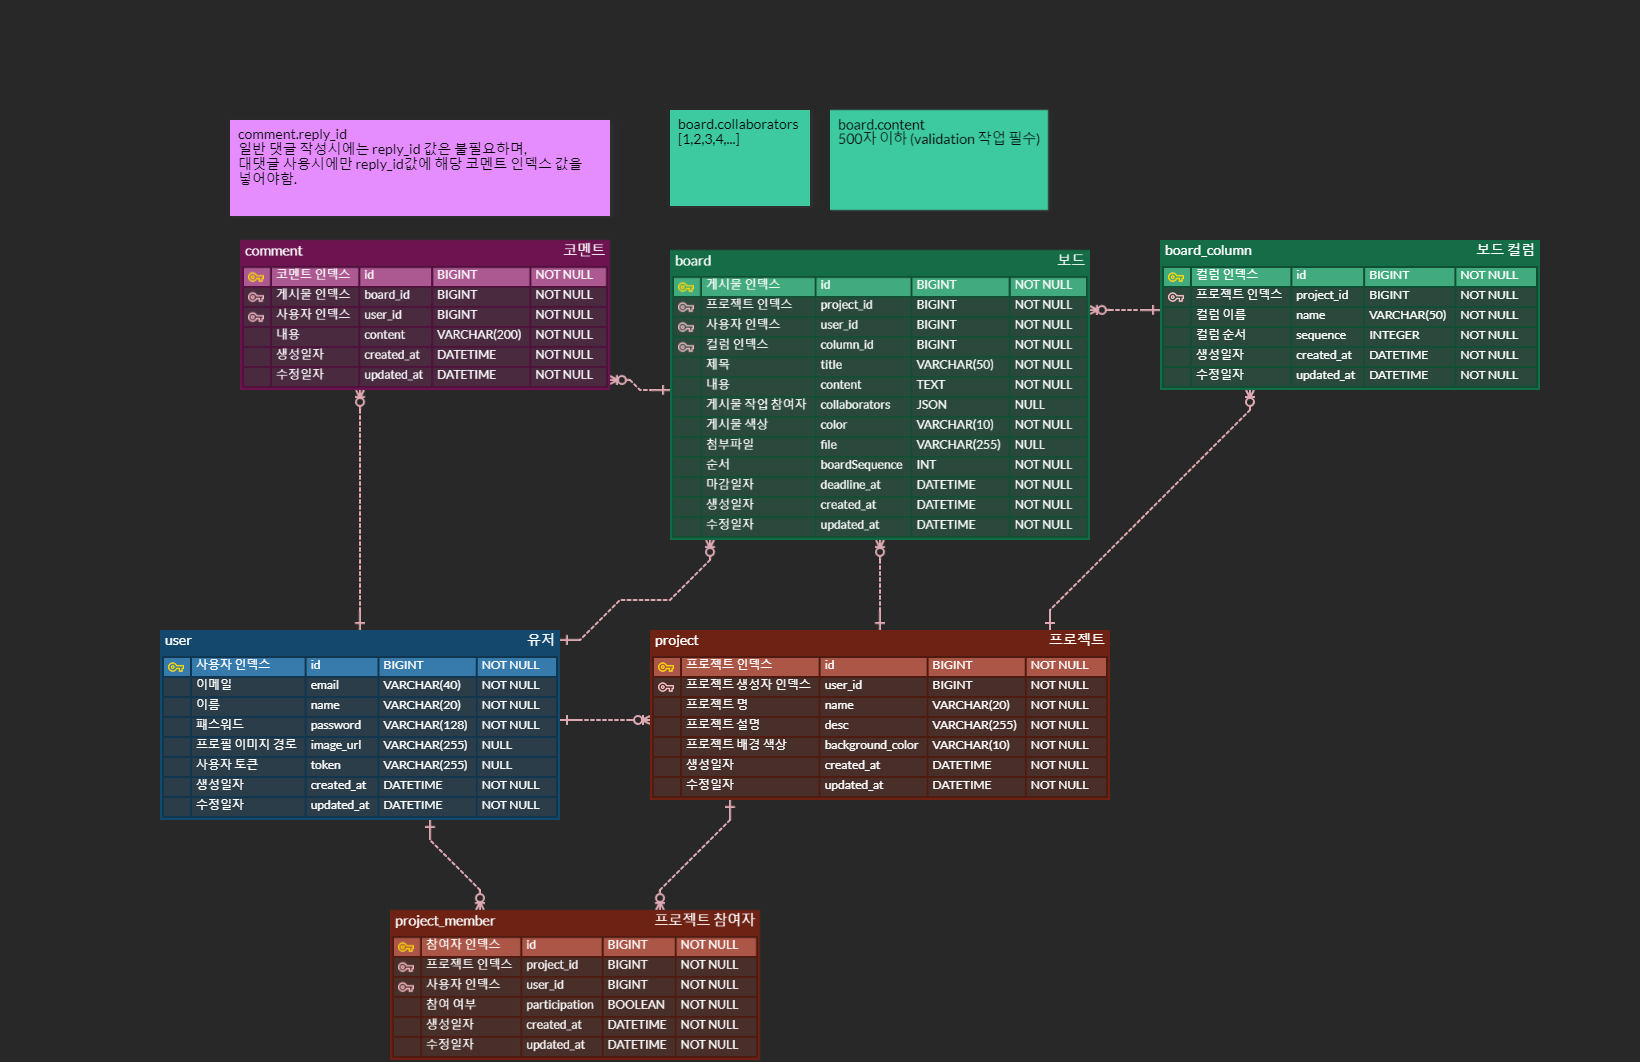 comment.reply_id
일반 댓글 작성시에는 reply_id 값은 불필요하며,
대댓글 사용시에만 reply_id값에 해당 코멘트 인덱스 값을
넣어야함.
board.collaborators
[1,2,3,4,...]
board.content
500자 이하 (validation 작업 필수)
comment 코멘트
코멘트 인덱스 id BIGINT NOT NULL
게시물 인덱스 board_id BIGINT NOT NULL
사용자 인덱스 user_id BIGINT NOT NULL
내용 content VARCHAR(200) NOT NULL
생성일자 created_at DATETIME NOT NULL
수정일자 updated_at DATETIME NOT NULL
board 보드
게시물 인덱스 id BIGINT NOT NULL
프로젝트 인덱스 project_id BIGINT NOT NULL
사용자 인덱스 user_id BIGINT NOT NULL
컬럼 인덱스 column_id BIGINT NOT NULL
제목 title VARCHAR(50) NOT NULL
내용 content TEXT NOT NULL
게시물 작업 참여자 collaborators JSON NULL
게시물 색상 color VARCHAR(10) NOT NULL
첨부파일 file VARCHAR(255) NULL
순서 boardSequence INT NOT NULL
마감일자 deadline_at DATETIME NOT NULL
생성일자 created_at DATETIME NOT NULL
수정일자 updated_at DATETIME NOT NULL
board_column 보드 컬럼
컬럼 인덱스 id BIGINT NOT NULL
프로젝트 인덱스 project_id BIGINT NOT NULL
컬럼 이름 name VARCHAR(50) NOT NULL
컬럼 순서 sequence INTEGER NOT NULL
생성일자 created_at DATETIME NOT NULL
수정일자 updated_at DATETIME NOT NULL
user 유저
사용자 인덱스 id BIGINT NOT NULL
이메일 email VARCHAR(40) NOT NULL
이름 name VARCHAR(20) NOT NULL
패스워드 password VARCHAR(128) NOT NULL
프로필 이미지 경로 image_url VARCHAR(255) NULL
사용자 토큰 token VARCHAR(255) NULL
생성일자 created_at DATETIME NOT NULL
수정일자 updated_at DATETIME NOT NULL
project 프로젝트
프로젝트 인덱스 id BIGINT NOT NULL
프로젝트 생성자 인덱스 user_id BIGINT NOT NULL
프로젝트 명 name VARCHAR(20) NOT NULL
프로젝트 설명 desc VARCHAR(255) NOT NULL
프로젝트 배경 색상 background_color VARCHAR(10) NOT NULL
생성일자 created_at DATETIME NOT NULL
수정일자 updated_at DATETIME NOT NULL
project_member 프로젝트 참여자
참여자 인덱스 id BIGINT NOT NULL
프로젝트 인덱스 project_id BIGINT NOT NULL
사용자 인덱스 user_id BIGINT NOT NULL
참여 여부 participation BOOLEAN NOT NULL
생성일자 created_at DATETIME NOT NULL
수정일자 updated_at DATETIME NOT NULL